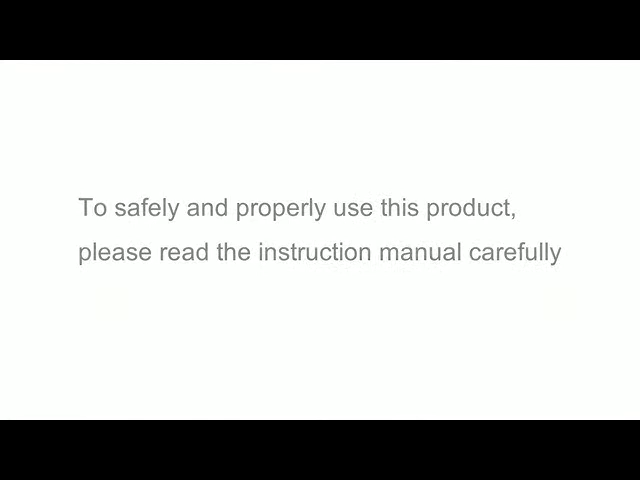 To safely and properly use this product,
please read the instruction manual carefully